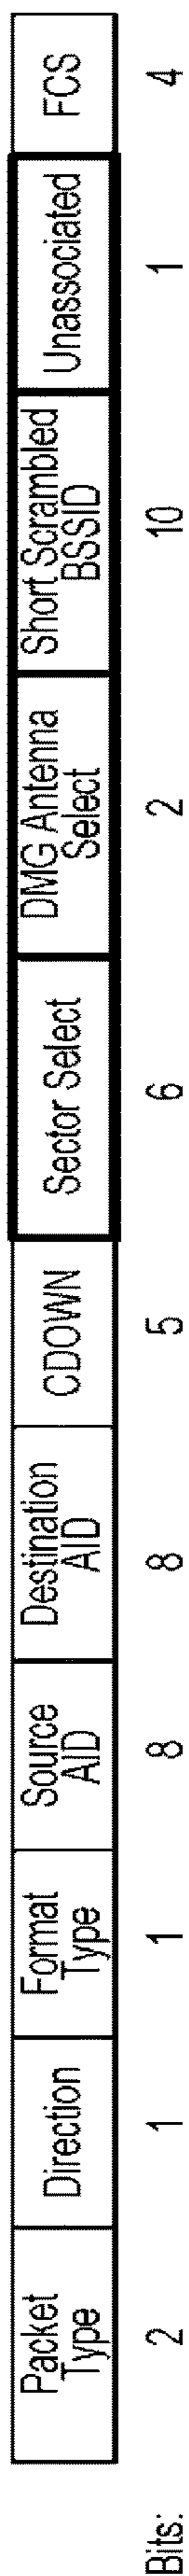 Packet
Type
Direction
Format
Type
Source
AID
Destination
AID
CDOWN
Sector Select
DMG Antenna
Select
Short Scrambled
BSSID
Unassociated
FCS
Bits: 2 1 1 8 8 5 6 2 10 1 4